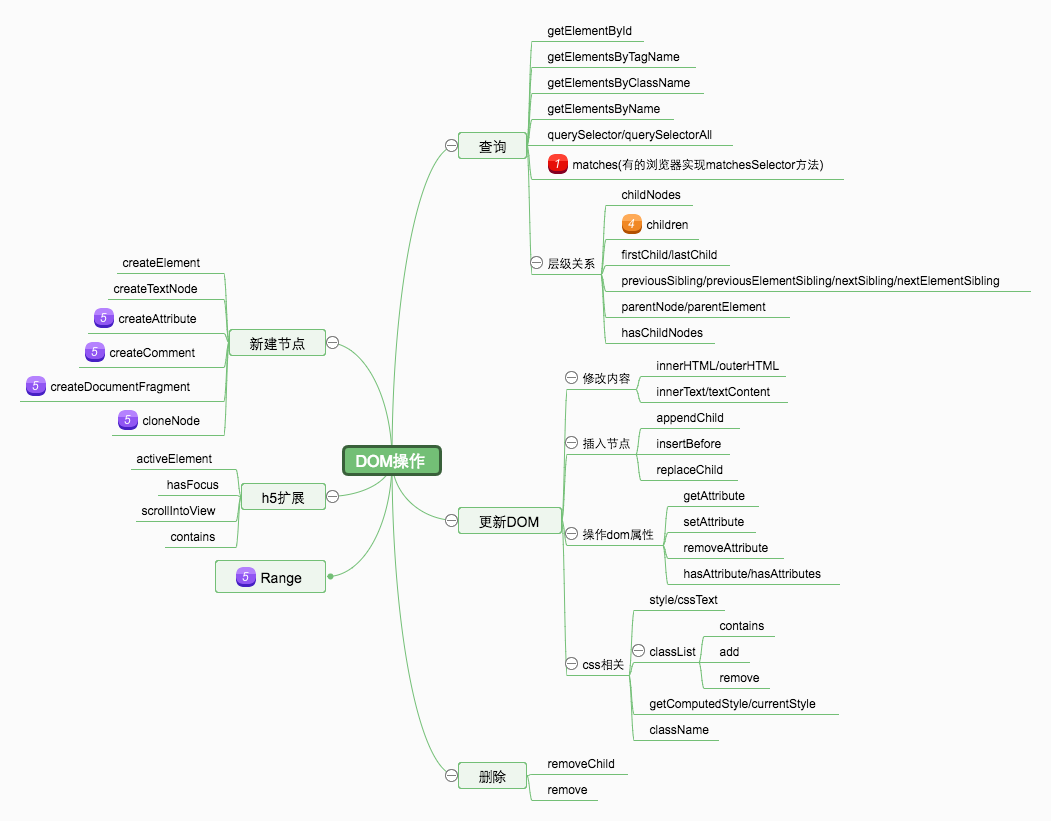 DOM操作
查询
getElementById
getElementsByTagName
getElementsByClassName
getElementsByName
querySelector/querySelectorAll
1 matches(有的浏览器实现matchesSelector方法)
层级关系
childNodes
4 children
firstChild/lastChild
previousSibling/previousElementSibling/nextSibling/nextElementSibling
parentNode/parentElement
hasChildNodes
更新DOM
修改内容
innerHTML/outerHTML
innerText/textContent
插入节点
appendChild
insertBefore
replaceChild
操作dom属性
getAttribute
setAttribute
removeAttribute
hasAttribute/hasAttributes
css相关
style/cssText
classList
contains
add
remove
getComputedStyle/currentStyle
className
删除
removeChild
remove
新建节点
createElement
createTextNode
5 createAttribute
5 createComment
5 createDocumentFragment
5 cloneNode
h5扩展
activeElement
hasFocus
scrollIntoView
contains
5 Range